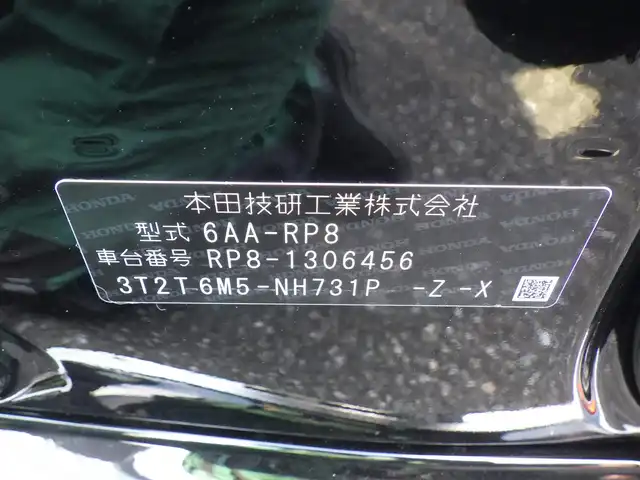 本田技研工業株式会社
型式 6AA-RP8
車台番号 RP8-1306456
3T2T6M5-NH731P -Z -X